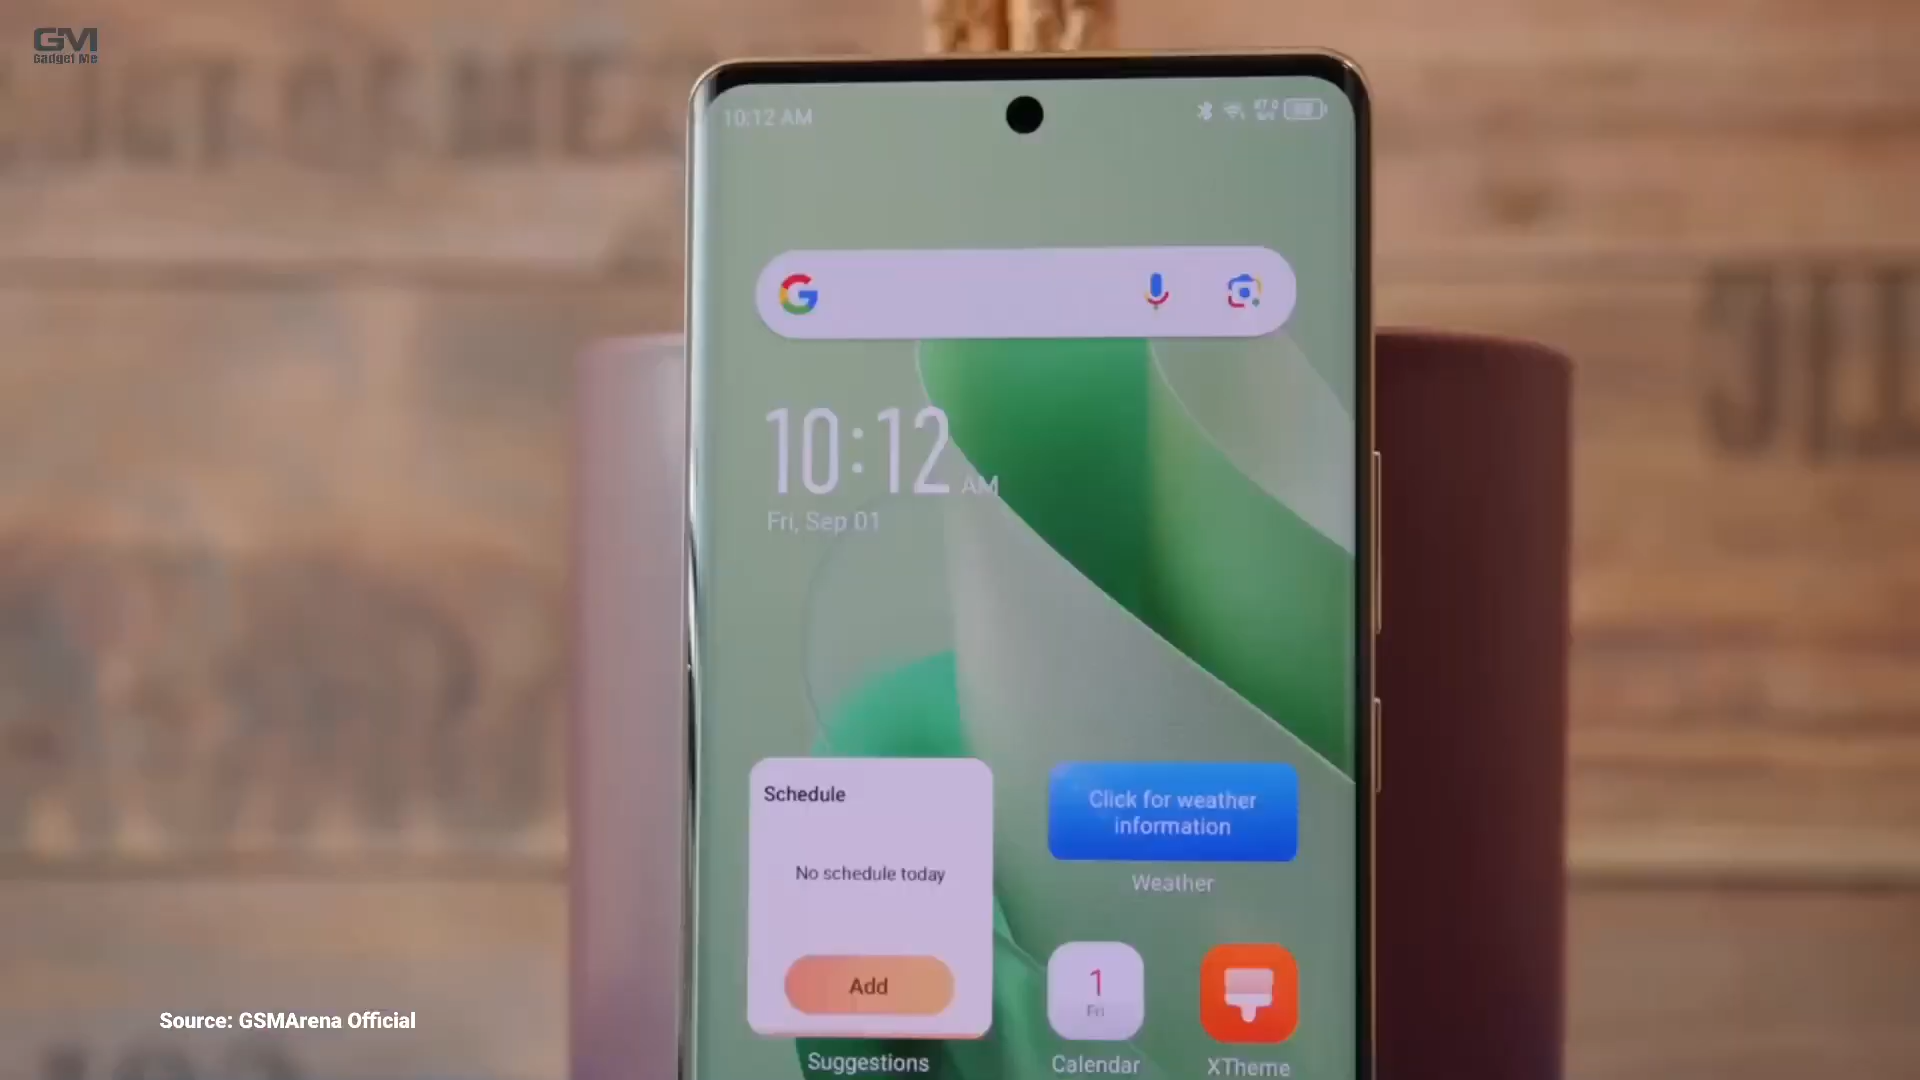 GM
Gadget Me
10:12 AM
10:12 AM
Fri, Sep 01
Schedule
No schedule today
Add
Suggestions
Click for weather
information
Weather
1
Fri
Calendar
XTheme
Source: GSMArena Official